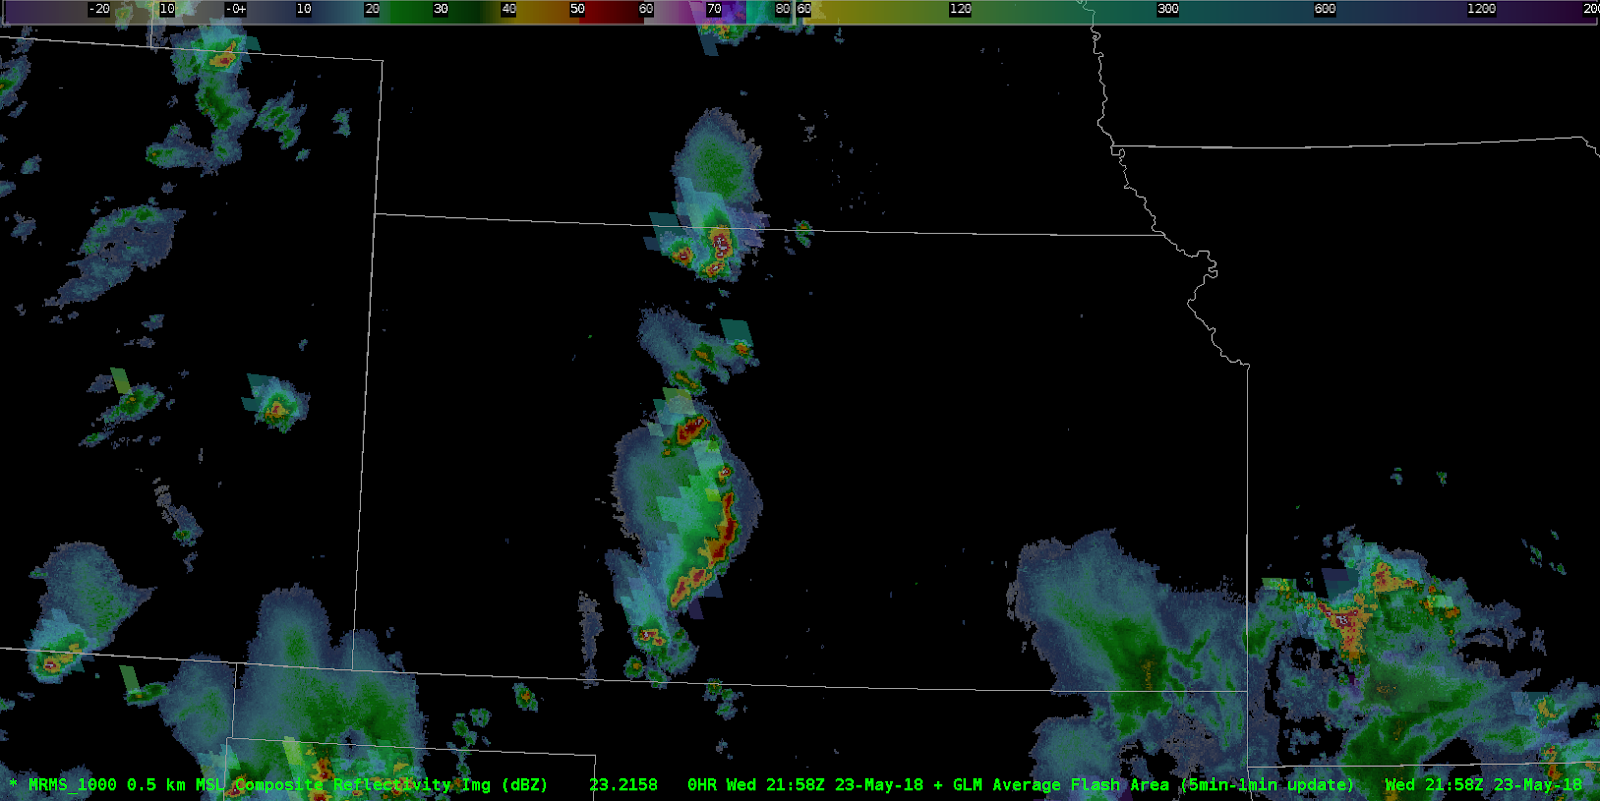 -20 10 -0+ 10 20 30 40 50 60 70 80 60 120 300 600 1200 200
* MRMS_1000 0.5 km MSL Composite Reflectivity Img (dBZ) 23.2158 0HR Wed 21:58Z 23-May-18 + GLM Average Flash Area (5min-1min update) Wed 21:58Z 23-May-18